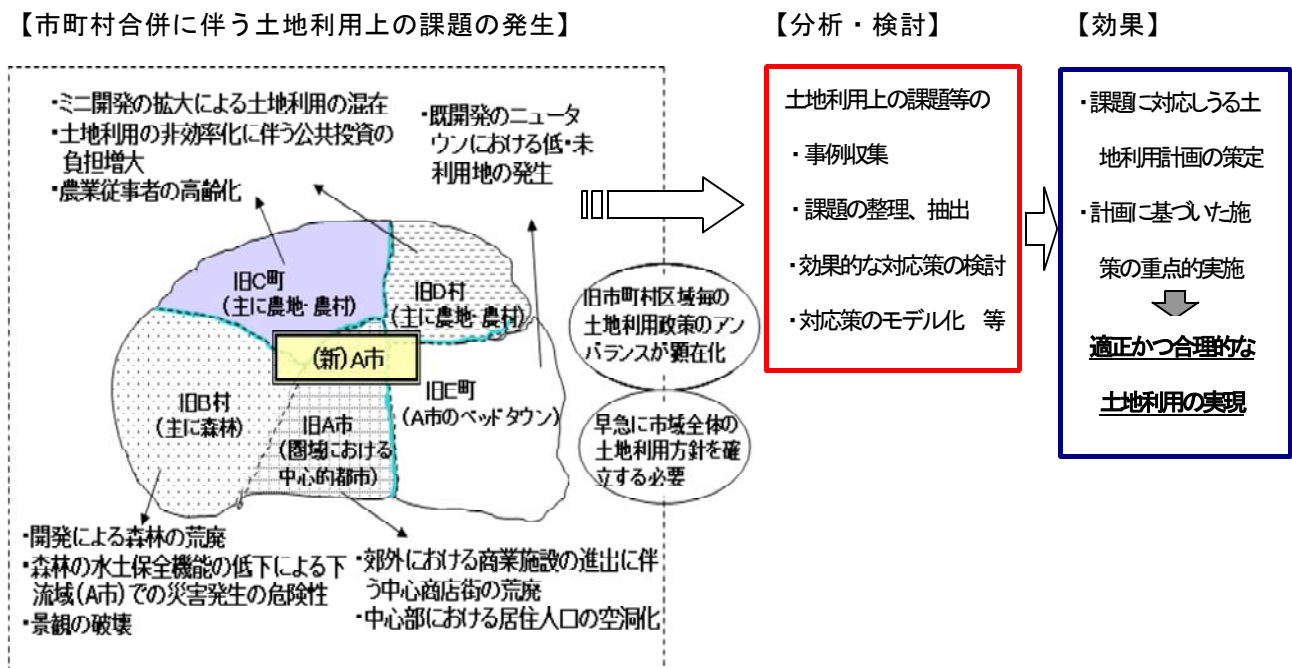 【市町村合併に伴う土地利用上の課題の発生】
【分析・検討】
【効果】
・ミニ開発の拡大による土地利用の混在
・土地利用の非効率化に伴う公共投資の
負担増大
・農業従事者の高齢化
・既開発のニュータ
ウンにおける低・未
利用地の発生
旧C町
(主に農地・農村)
旧D村
(主に農地・農村)
(新)A市
旧B村
(主に森林)
旧A市
(圏域における
中心的都市)
旧E町
(A市のベッドタウン)
旧市町村区域毎の
土地利用政策のアン
バランスが顕在化
早急に市域全体の
土地利用方針を確
立する必要
・開発による森林の荒廃
・森林の水土保全機能の低下による下
流域(A市)での災害発生の危険性
・景観の破壊
・郊外における商業施設の進出に伴
う中心商店街の荒廃
・中心部における居住人口の空洞化
土地利用上の課題等の
・事例収集
・課題の整理、抽出
・効果的な対応策の検討
・対応策のモデル化 等
・課題に対応しうる土
地利用計画の策定
・計画に基づいた施
策の重点的実施
適正かつ合理的な
土地利用の実現